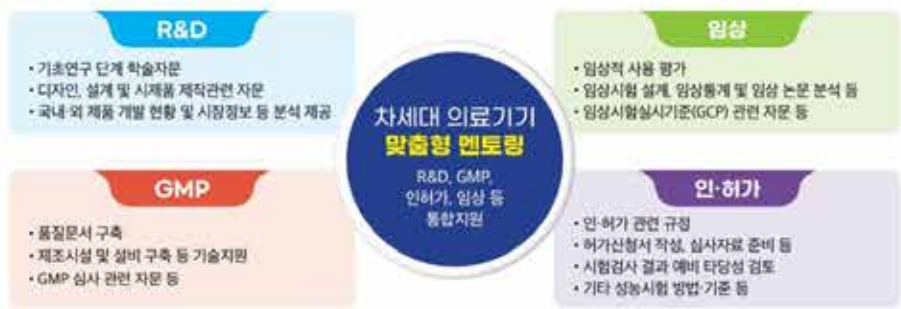 R&D
• 기초연구 단계 학술자문
• 디자인, 설계 및 시제품 제작관련 자문
• 국내·외 제품 개발 현황 및 시장정보 등 분석 제공
임상
• 임상적 사용 평가
• 임상시험 설계, 임상통계 및 임상 논문 분석 등
• 임상시험실시기준(GCP) 관련 자문 등
차세대 의료기기
맞춤형 멘토링
R&D, GMP,
인허가, 임상 등
통합지원
GMP
• 품질문서 구축
• 제조시설 및 설비 구축 등 기술지원
• GMP 심사 관련 자문 등
인·허가
• 인·허가 관련 규정
• 허가신청서 작성, 심사자료 준비 등
• 시험검사 결과 예비 타당성 검토
• 기타 성능시험 방법·기준 등